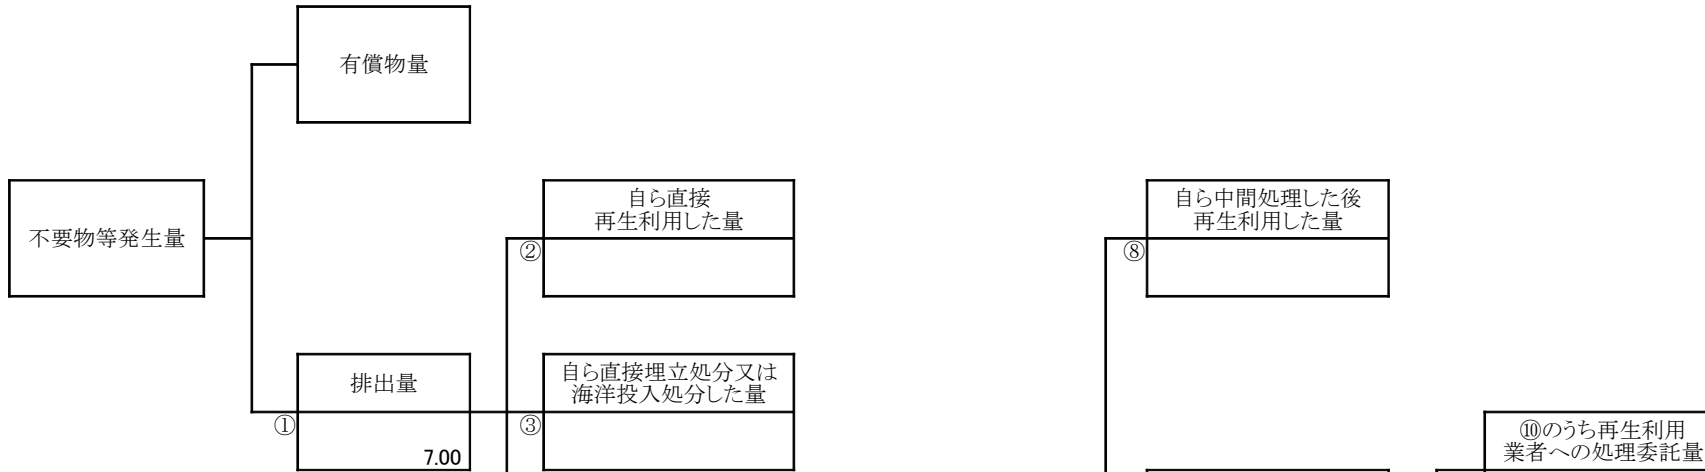 有償物量
不要物等発生量
自ら直接
再生利用した量
②
自ら中間処理した後
再生利用した量
⑧
排出量
①
7.00
自ら直接埋立処分又は
海洋投入処分した量
③
⑩のうち再生利用
業者への処理委託量